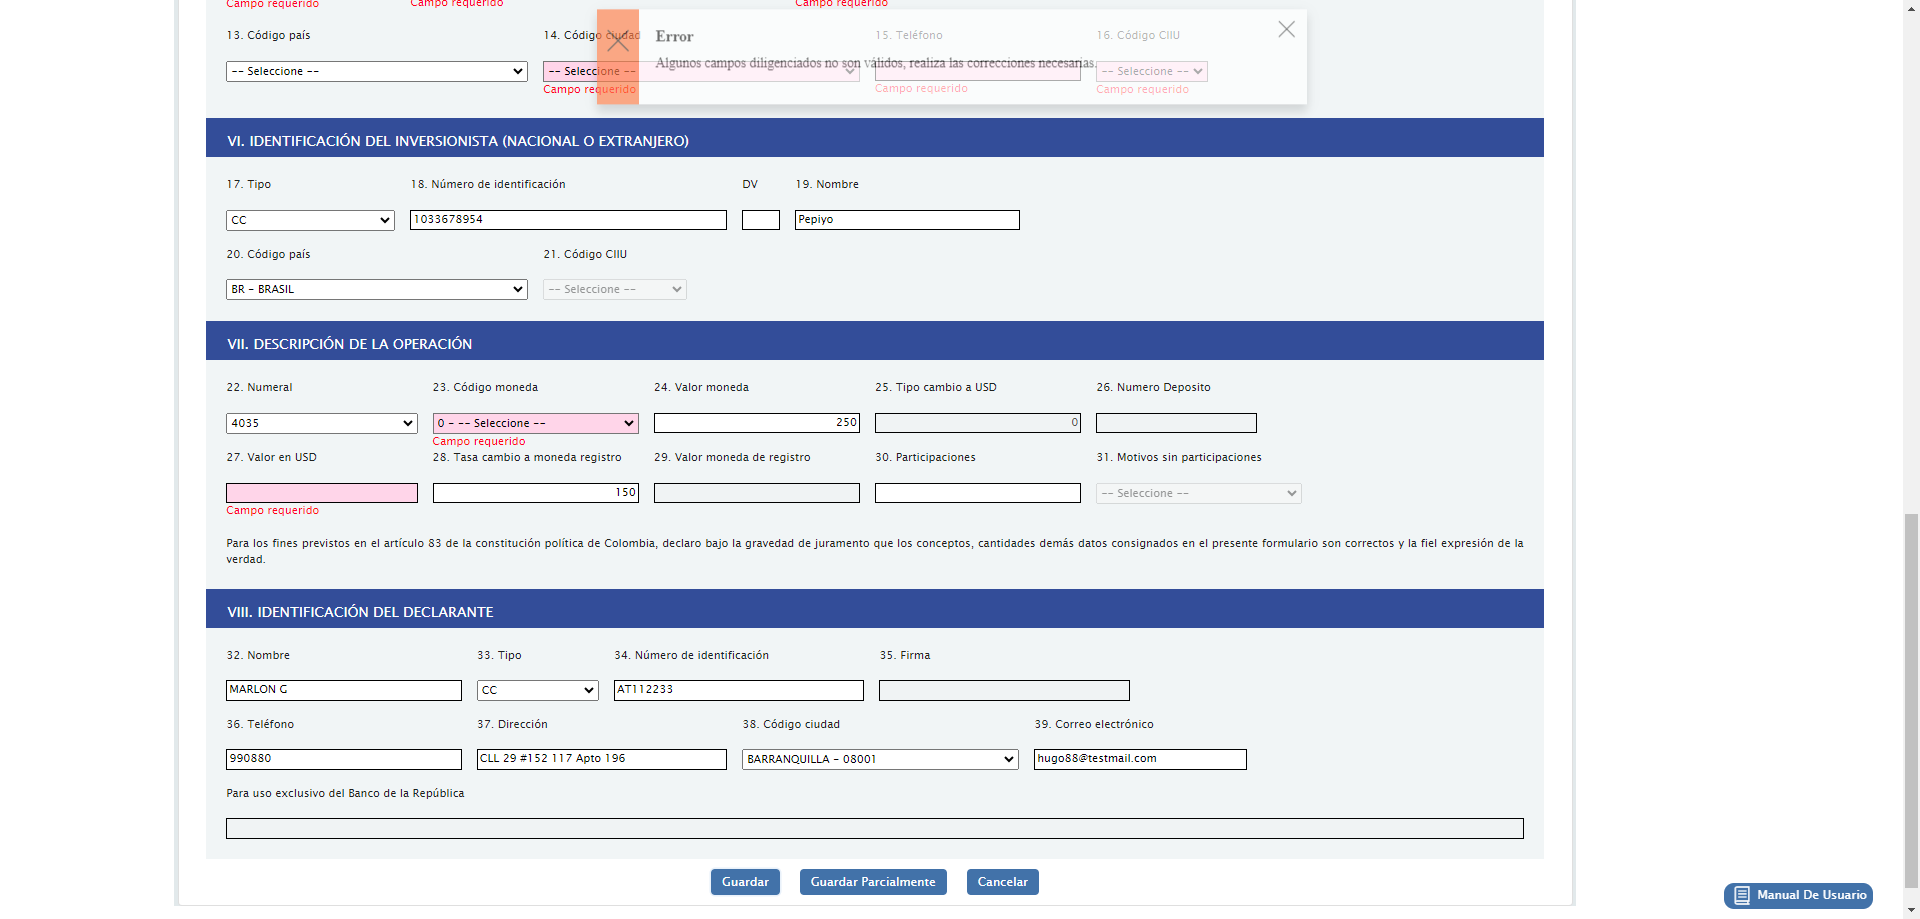 Campo requerido Campo requerido Campo requerido
13. Código país 14. Código ciudad 15. Teléfono 16. Código CIIU
Error
-- Seleccione -- -- Seleccione -- -- Seleccione --
Algunos campos diligenciados no son válidos, realiza las correcciones necesarias.
Campo requerido Campo requerido Campo requerido
VI. IDENTIFICACIÓN DEL INVERSIONISTA (NACIONAL O EXTRANJERO)
17. Tipo 18. Número de identificación DV 19. Nombre
CC 1033678954 Pepiyo
20. Código país 21. Código CIIU
BR - BRASIL -- Seleccione --
VII. DESCRIPCIÓN DE LA OPERACIÓN
22. Numeral 23. Código moneda 24. Valor moneda 25. Tipo cambio a USD 26. Numero Deposito
4035 0 - -- Seleccione -- 250 0
Campo requerido
27. Valor en USD 28. Tasa cambio a moneda registro 29. Valor moneda de registro 30. Participaciones 31. Motivos sin participaciones
150 -- Seleccione --
Campo requerido
Para los fines previstos en el artículo 83 de la constitución política de Colombia, declaro bajo la gravedad de juramento que los conceptos, cantidades demás datos consignados en el presente formulario son correctos y la fiel expresión de la
verdad.
VIII. IDENTIFICACIÓN DEL DECLARANTE
32. Nombre 33. Tipo 34. Número de identificación 35. Firma
MARLON G CC AT112233
36. Teléfono 37. Dirección 38. Código ciudad 39. Correo electrónico
990880 CLL 29 #152 117 Apto 196 BARRANQUILLA - 08001 hugo88@testmail.com
Para uso exclusivo del Banco de la República
Guardar Guardar Parcialmente Cancelar
Manual De Usuario